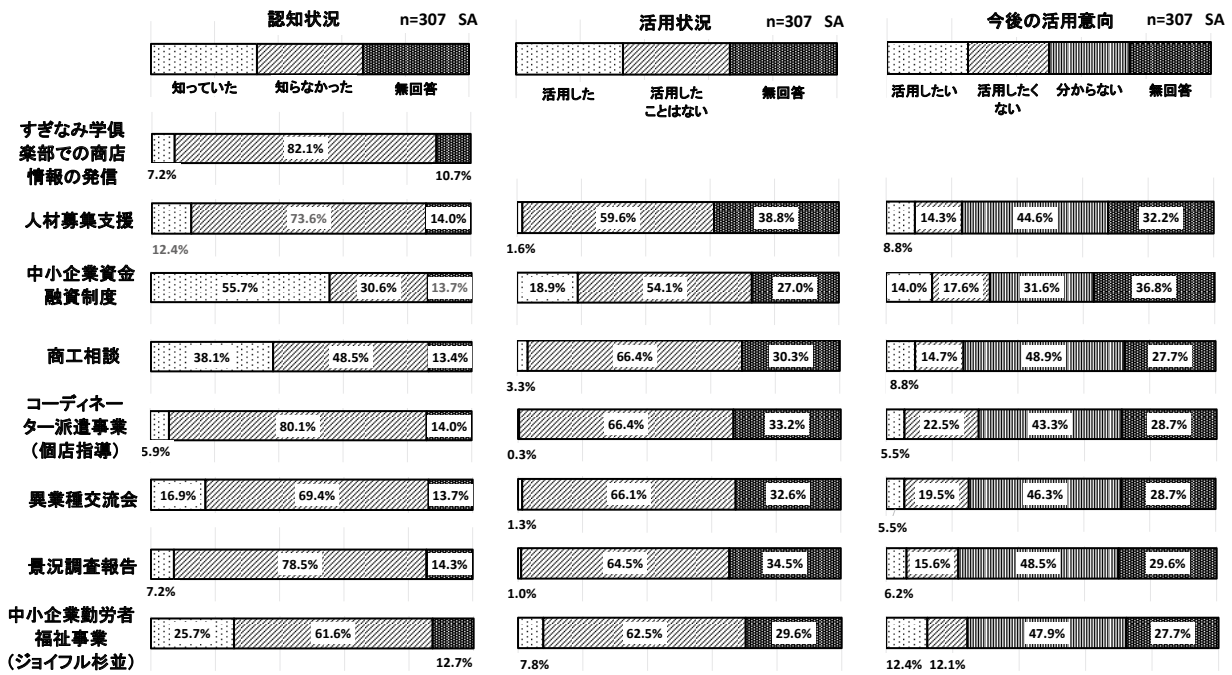 認知状況 n=307 SA
知っていた 知らなかった 無回答
活用状況 n=307 SA
活用した 活用した
ことはない 無回答
今後の活用意向 n=307 SA
活用したい 活用したく
ない 分からない 無回答
すぎなみ学倶
楽部での商店
情報の発信
82.1%
7.2% 10.7%
人材募集支援
73.6% 14.0%
12.4%
59.6% 38.8%
1.6%
14.3% 44.6% 32.2%
8.8%
中小企業資金
融資制度
55.7% 30.6% 13.7%
18.9% 54.1% 27.0%
14.0% 17.6% 31.6% 36.8%
商工相談
38.1% 48.5% 13.4%
66.4% 30.3%
3.3%
14.7% 48.9% 27.7%
8.8%
コーディネー
ター派遣事業
(個店指導)
80.1% 14.0%
5.9%
66.4% 33.2%
0.3%
22.5% 43.3% 28.7%
5.5%
異業種交流会
16.9% 69.4% 13.7%
66.1% 32.6%
1.3%
19.5% 46.3% 28.7%
5.5%
景況調査報告
78.5% 14.3%
7.2%
64.5% 34.5%
1.0%
15.6% 48.5% 29.6%
6.2%
中小企業勤労者
福祉事業
(ジョイフル杉並)
25.7% 61.6%
12.7%
62.5% 29.6%
7.8%
47.9% 27.7%
12.4% 12.1%